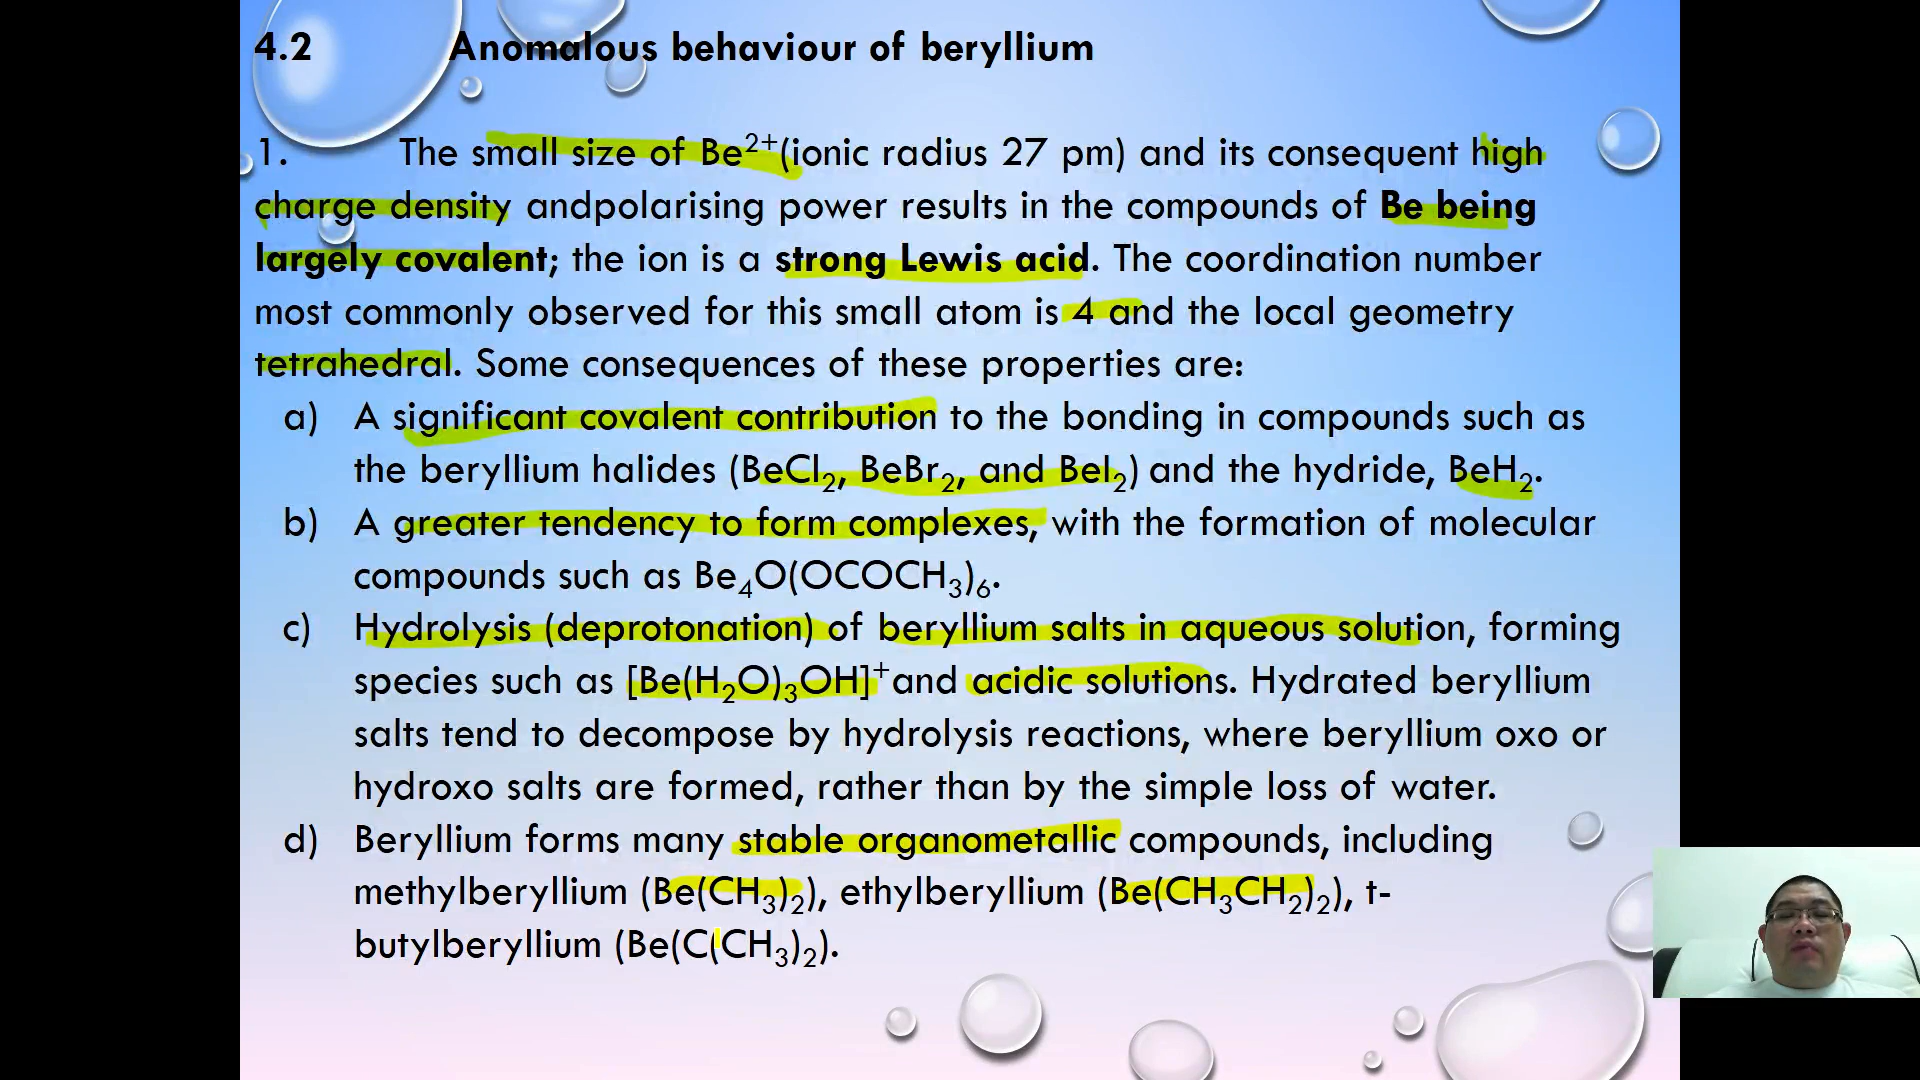 4.2 Anomalous behaviour of beryllium
1. The small size of Be²⁺(ionic radius 27 pm) and its consequent high
charge density andpolarising power results in the compounds of Be being
largely covalent; the ion is a strong Lewis acid. The coordination number
most commonly observed for this small atom is 4 and the local geometry
tetrahedral. Some consequences of these properties are:
a) A significant covalent contribution to the bonding in compounds such as
the beryllium halides (BeCl₂, BeBr₂, and BeI₂) and the hydride, BeH₂.
b) A greater tendency to form complexes, with the formation of molecular
compounds such as Be₄O(OCOCH₃)₆.
c) Hydrolysis (deprotonation) of beryllium salts in aqueous solution, forming
species such as [Be(H₂O)₃OH]⁺and acidic solutions. Hydrated beryllium
salts tend to decompose by hydrolysis reactions, where beryllium oxo or
hydroxo salts are formed, rather than by the simple loss of water.
d) Beryllium forms many stable organometallic compounds, including
methylberyllium (Be(CH₃)₂), ethylberyllium (Be(CH₃CH₂)₂), t-
butylberyllium (Be(C(CH₃)₂).